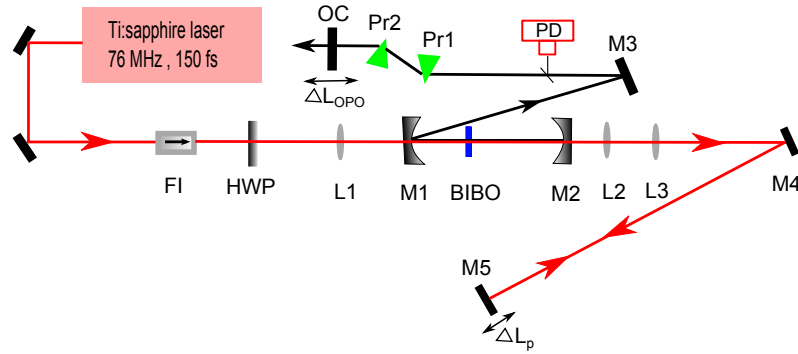 OC
Pr2
Pr1
PD
M3
Ti:sapphire laser
76 MHz , 150 fs
△L_OPO
FI
HWP
L1
M1
BIBO
M2
L2
L3
M4
M5
△L_p